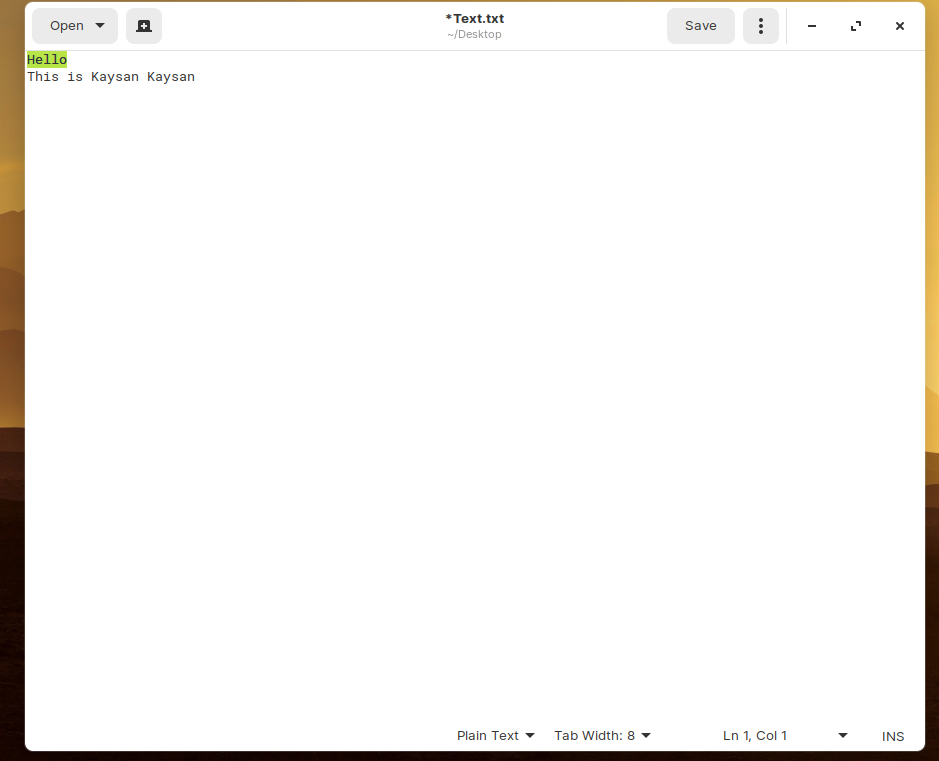 Open
*Text.txt
~/Desktop
Save
Hello
This is Kaysan Kaysan
Plain Text
Tab Width: 8
Ln 1, Col 1
INS